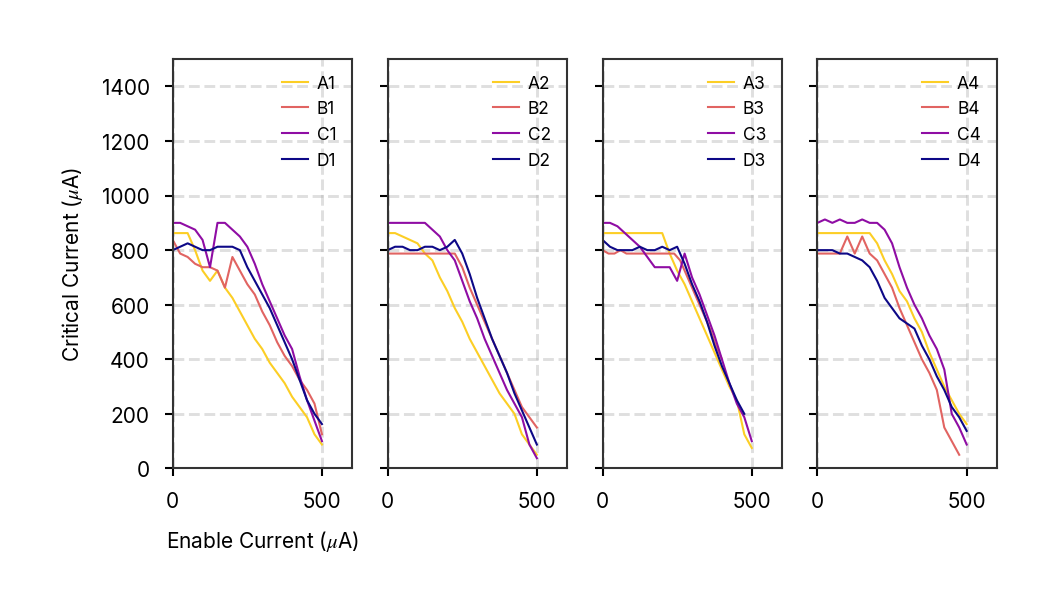 1400
1200
1000
800
600
400
200
0
Critical Current (μA)
A1
B1
C1
D1
A2
B2
C2
D2
A3
B3
C3
D3
A4
B4
C4
D4
0 500
0 500
0 500
0 500
Enable Current (μA)